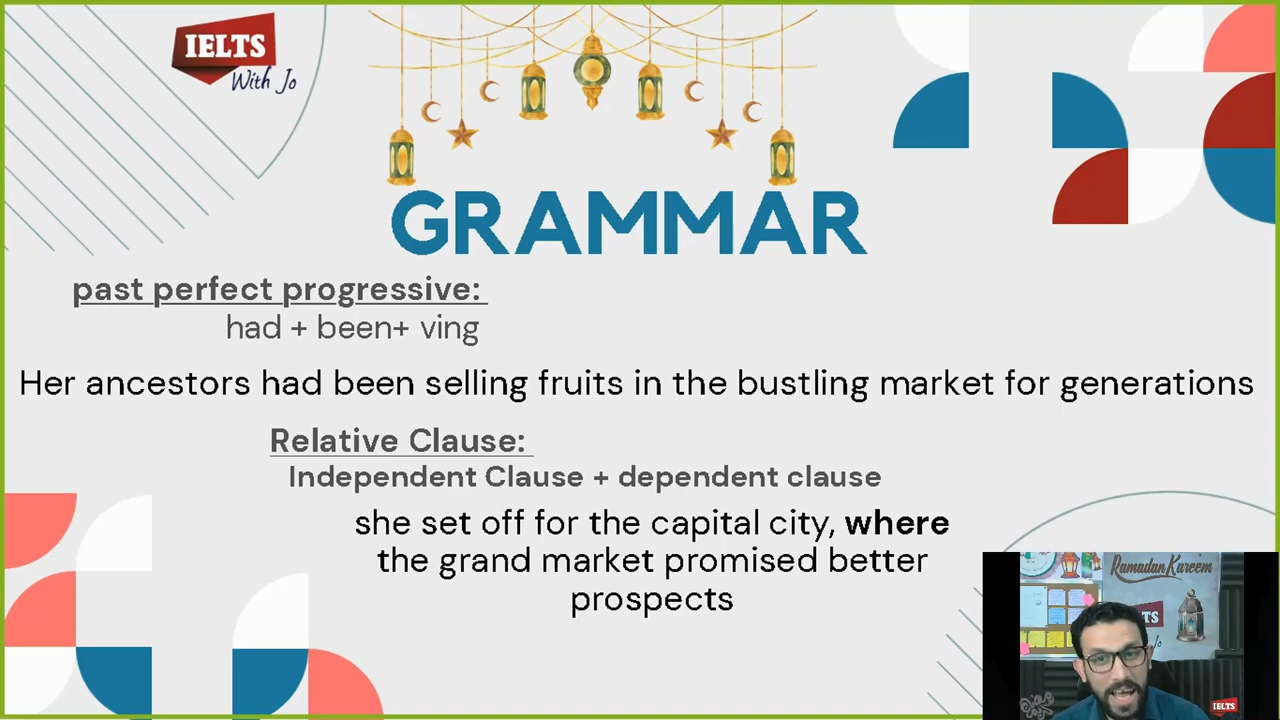 IELTS
With Jo
GRAMMAR
past perfect progressive:
had + been+ ving
Her ancestors had been selling fruits in the bustling market for generations
Relative Clause:
Independent Clause + dependent clause
she set off for the capital city, where
the grand market promised better
prospects
Ramadan Kareem
IELTS